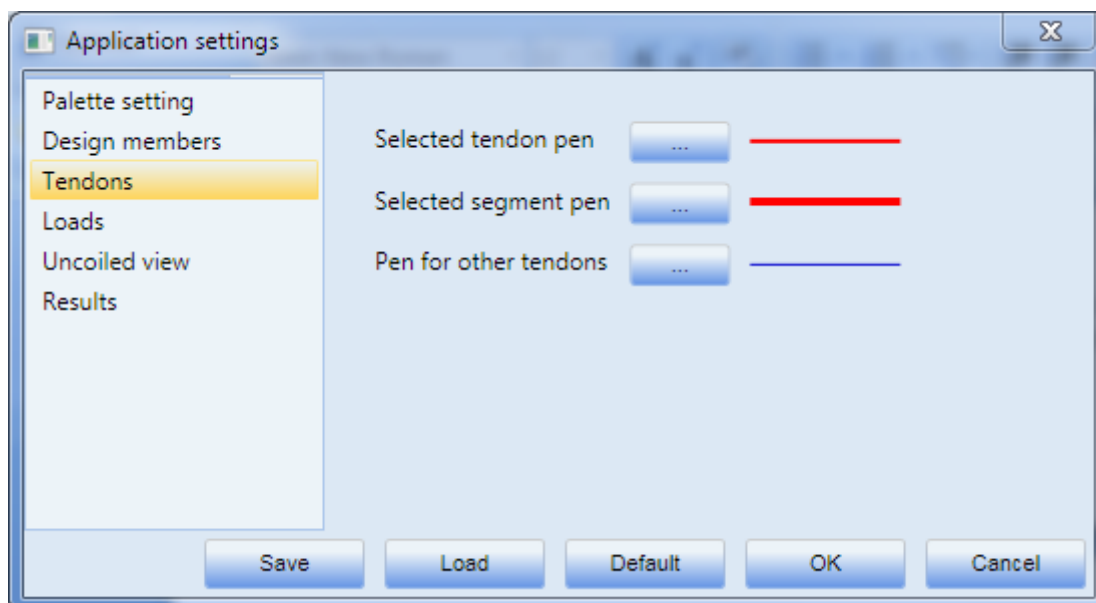 Application settings
Palette setting
Design members
Tendons
Loads
Uncoiled view
Results
Selected tendon pen ...
Selected segment pen ...
Pen for other tendons ...
Save Load Default OK Cancel